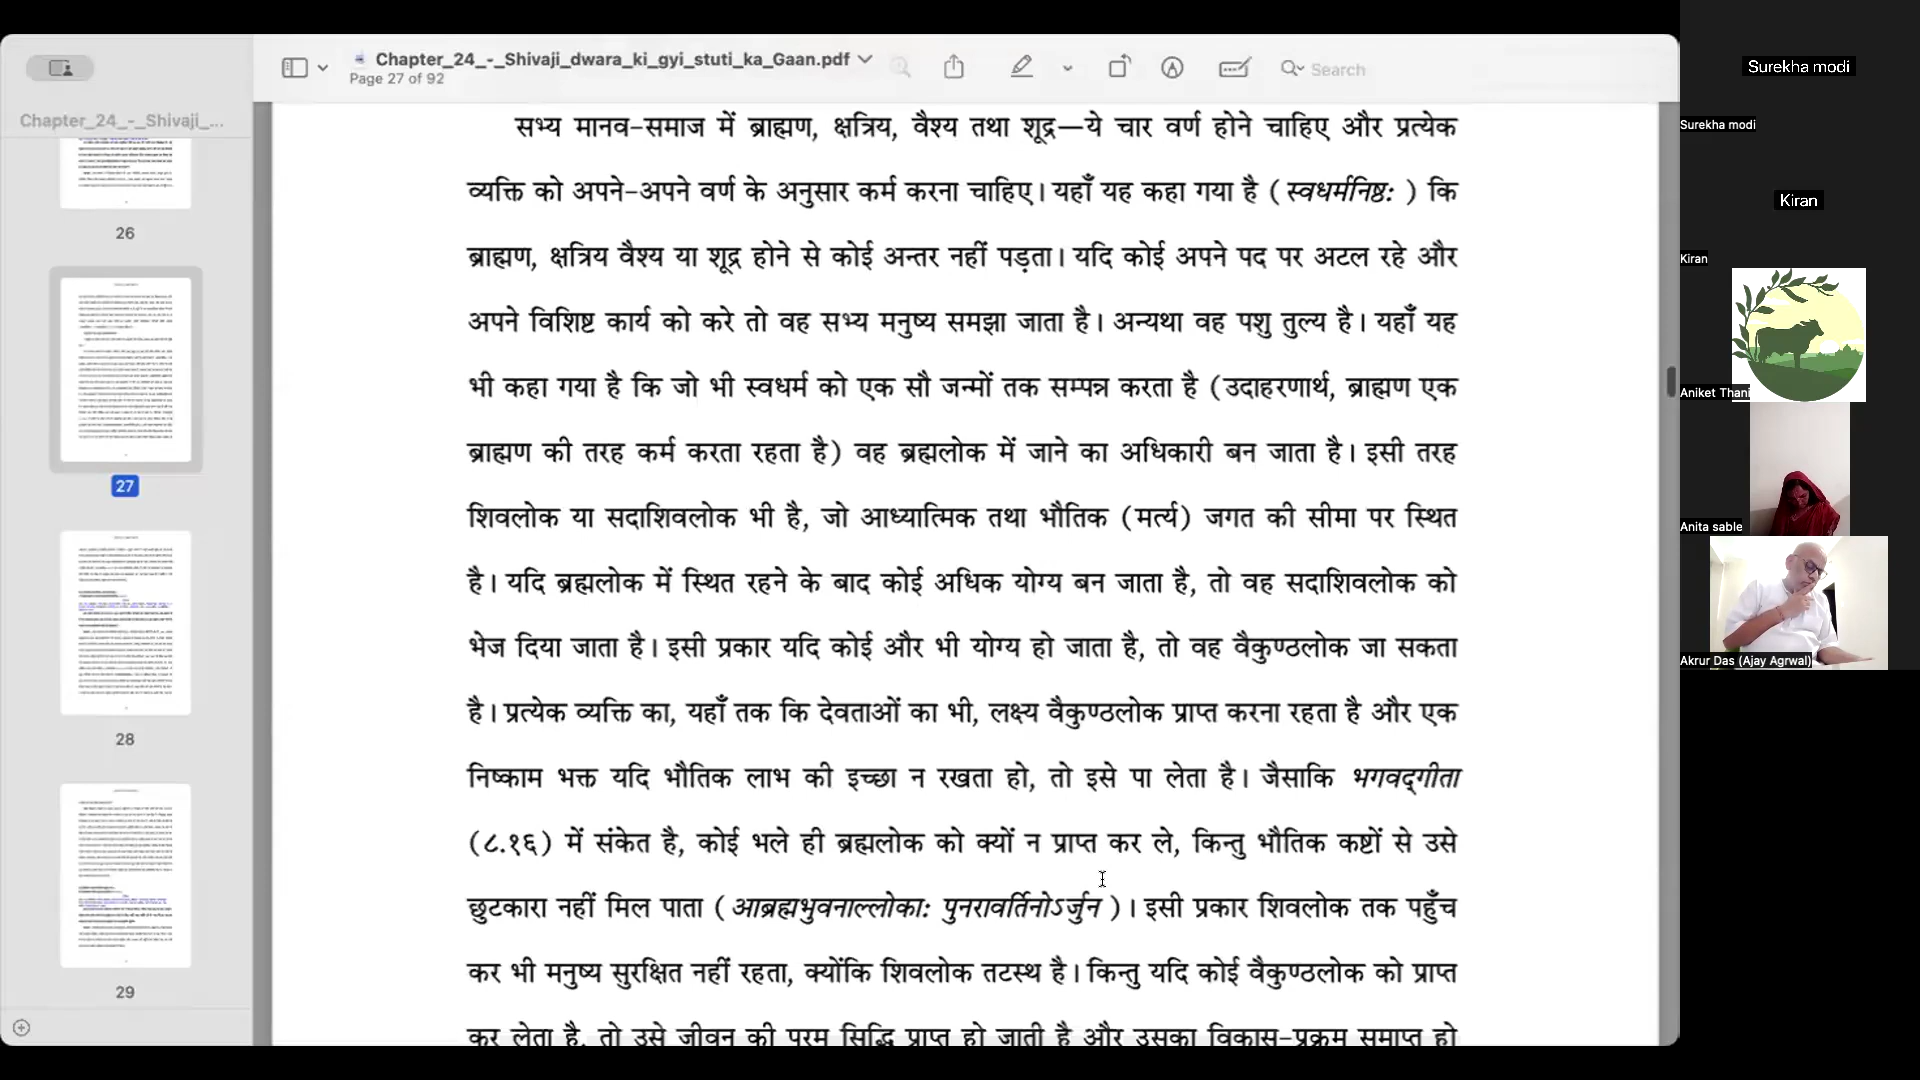 Chapter_24_-_Shivaji_dwara_ki_gyi_stuti_ka_Gaan.pdf
Page 27 of 92
Search
Chapter_24_-_Shivaji_...
26
27
28
29
सभ्य मानव-समाज में ब्राह्मण, क्षत्रिय, वैश्य तथा शूद्र—ये चार वर्ण होने चाहिए और प्रत्येक
व्यक्ति को अपने-अपने वर्ण के अनुसार कर्म करना चाहिए। यहाँ यह कहा गया है (स्वधर्मनिष्ठः ) कि
ब्राह्मण, क्षत्रिय वैश्य या शूद्र होने से कोई अन्तर नहीं पड़ता। यदि कोई अपने पद पर अटल रहे और
अपने विशिष्ट कार्य को करे तो वह सभ्य मनुष्य समझा जाता है। अन्यथा वह पशु तुल्य है। यहाँ यह
भी कहा गया है कि जो भी स्वधर्म को एक सौ जन्मों तक सम्पन्न करता है (उदाहरणार्थ, ब्राह्मण एक
ब्राह्मण की तरह कर्म करता रहता है) वह ब्रह्मलोक में जाने का अधिकारी बन जाता है। इसी तरह
शिवलोक या सदाशिवलोक भी है, जो आध्यात्मिक तथा भौतिक (मर्त्य) जगत की सीमा पर स्थित
है। यदि ब्रह्मलोक में स्थित रहने के बाद कोई अधिक योग्य बन जाता है, तो वह सदाशिवलोक को
भेज दिया जाता है। इसी प्रकार यदि कोई और भी योग्य हो जाता है, तो वह वैकुण्ठलोक जा सकता
है। प्रत्येक व्यक्ति का, यहाँ तक कि देवताओं का भी, लक्ष्य वैकुण्ठलोक प्राप्त करना रहता है और एक
निष्काम भक्त यदि भौतिक लाभ की इच्छा न रखता हो, तो इसे पा लेता है। जैसाकि भगवद्गीता
(८.१६) में संकेत है, कोई भले ही ब्रह्मलोक को क्यों न प्राप्त कर ले, किन्तु भौतिक कष्टों से उसे
छुटकारा नहीं मिल पाता (आब्रह्मभुवनाल्लोकाः पुनरावर्तिनोऽर्जुन )। इसी प्रकार शिवलोक तक पहुँच
कर भी मनुष्य सुरक्षित नहीं रहता, क्योंकि शिवलोक तटस्थ है। किन्तु यदि कोई वैकुण्ठलोक को प्राप्त
कर लेता है, तो उसे जीवन की परम सिद्धि प्राप्त हो जाती है और उसका विकास-प्रक्रम समाप्त हो
Surekha modi
Surekha modi
Kiran
Kiran
Aniket Thani
Anita sable
Akrur Das (Ajay Agrwal)